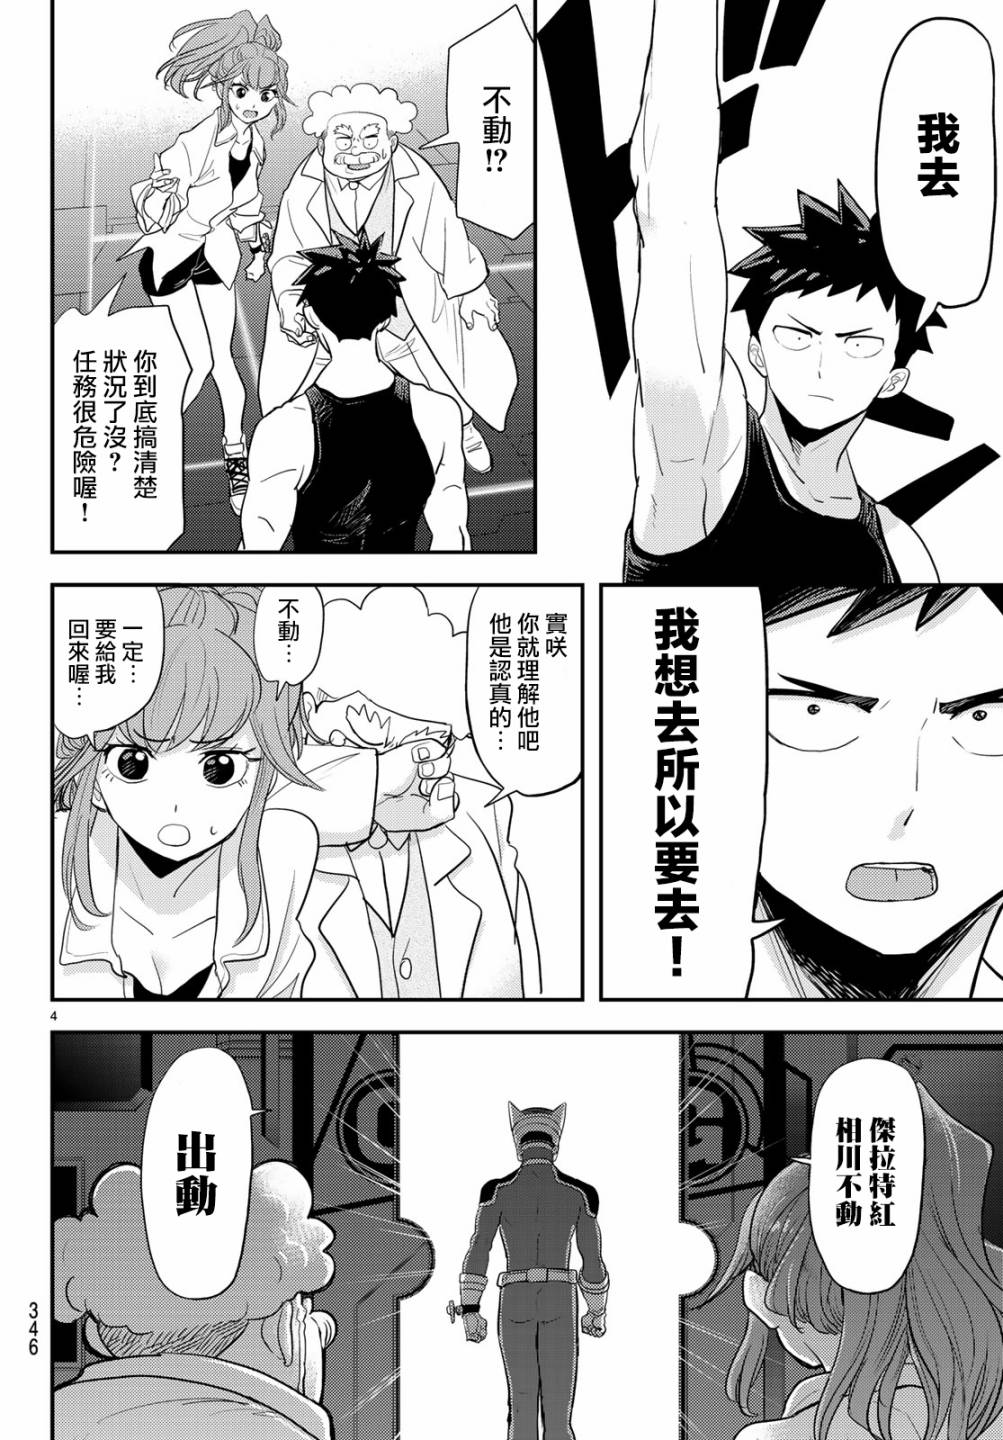 我去
不動!?
你到底搞清楚
狀況了沒?
任務很危險喔!
我想去所以要去!
實咲
你就理解他吧
他是認真的…
不動…
一定…
要給我
回來喔…
4
傑拉特紅
相川不動
出動
346